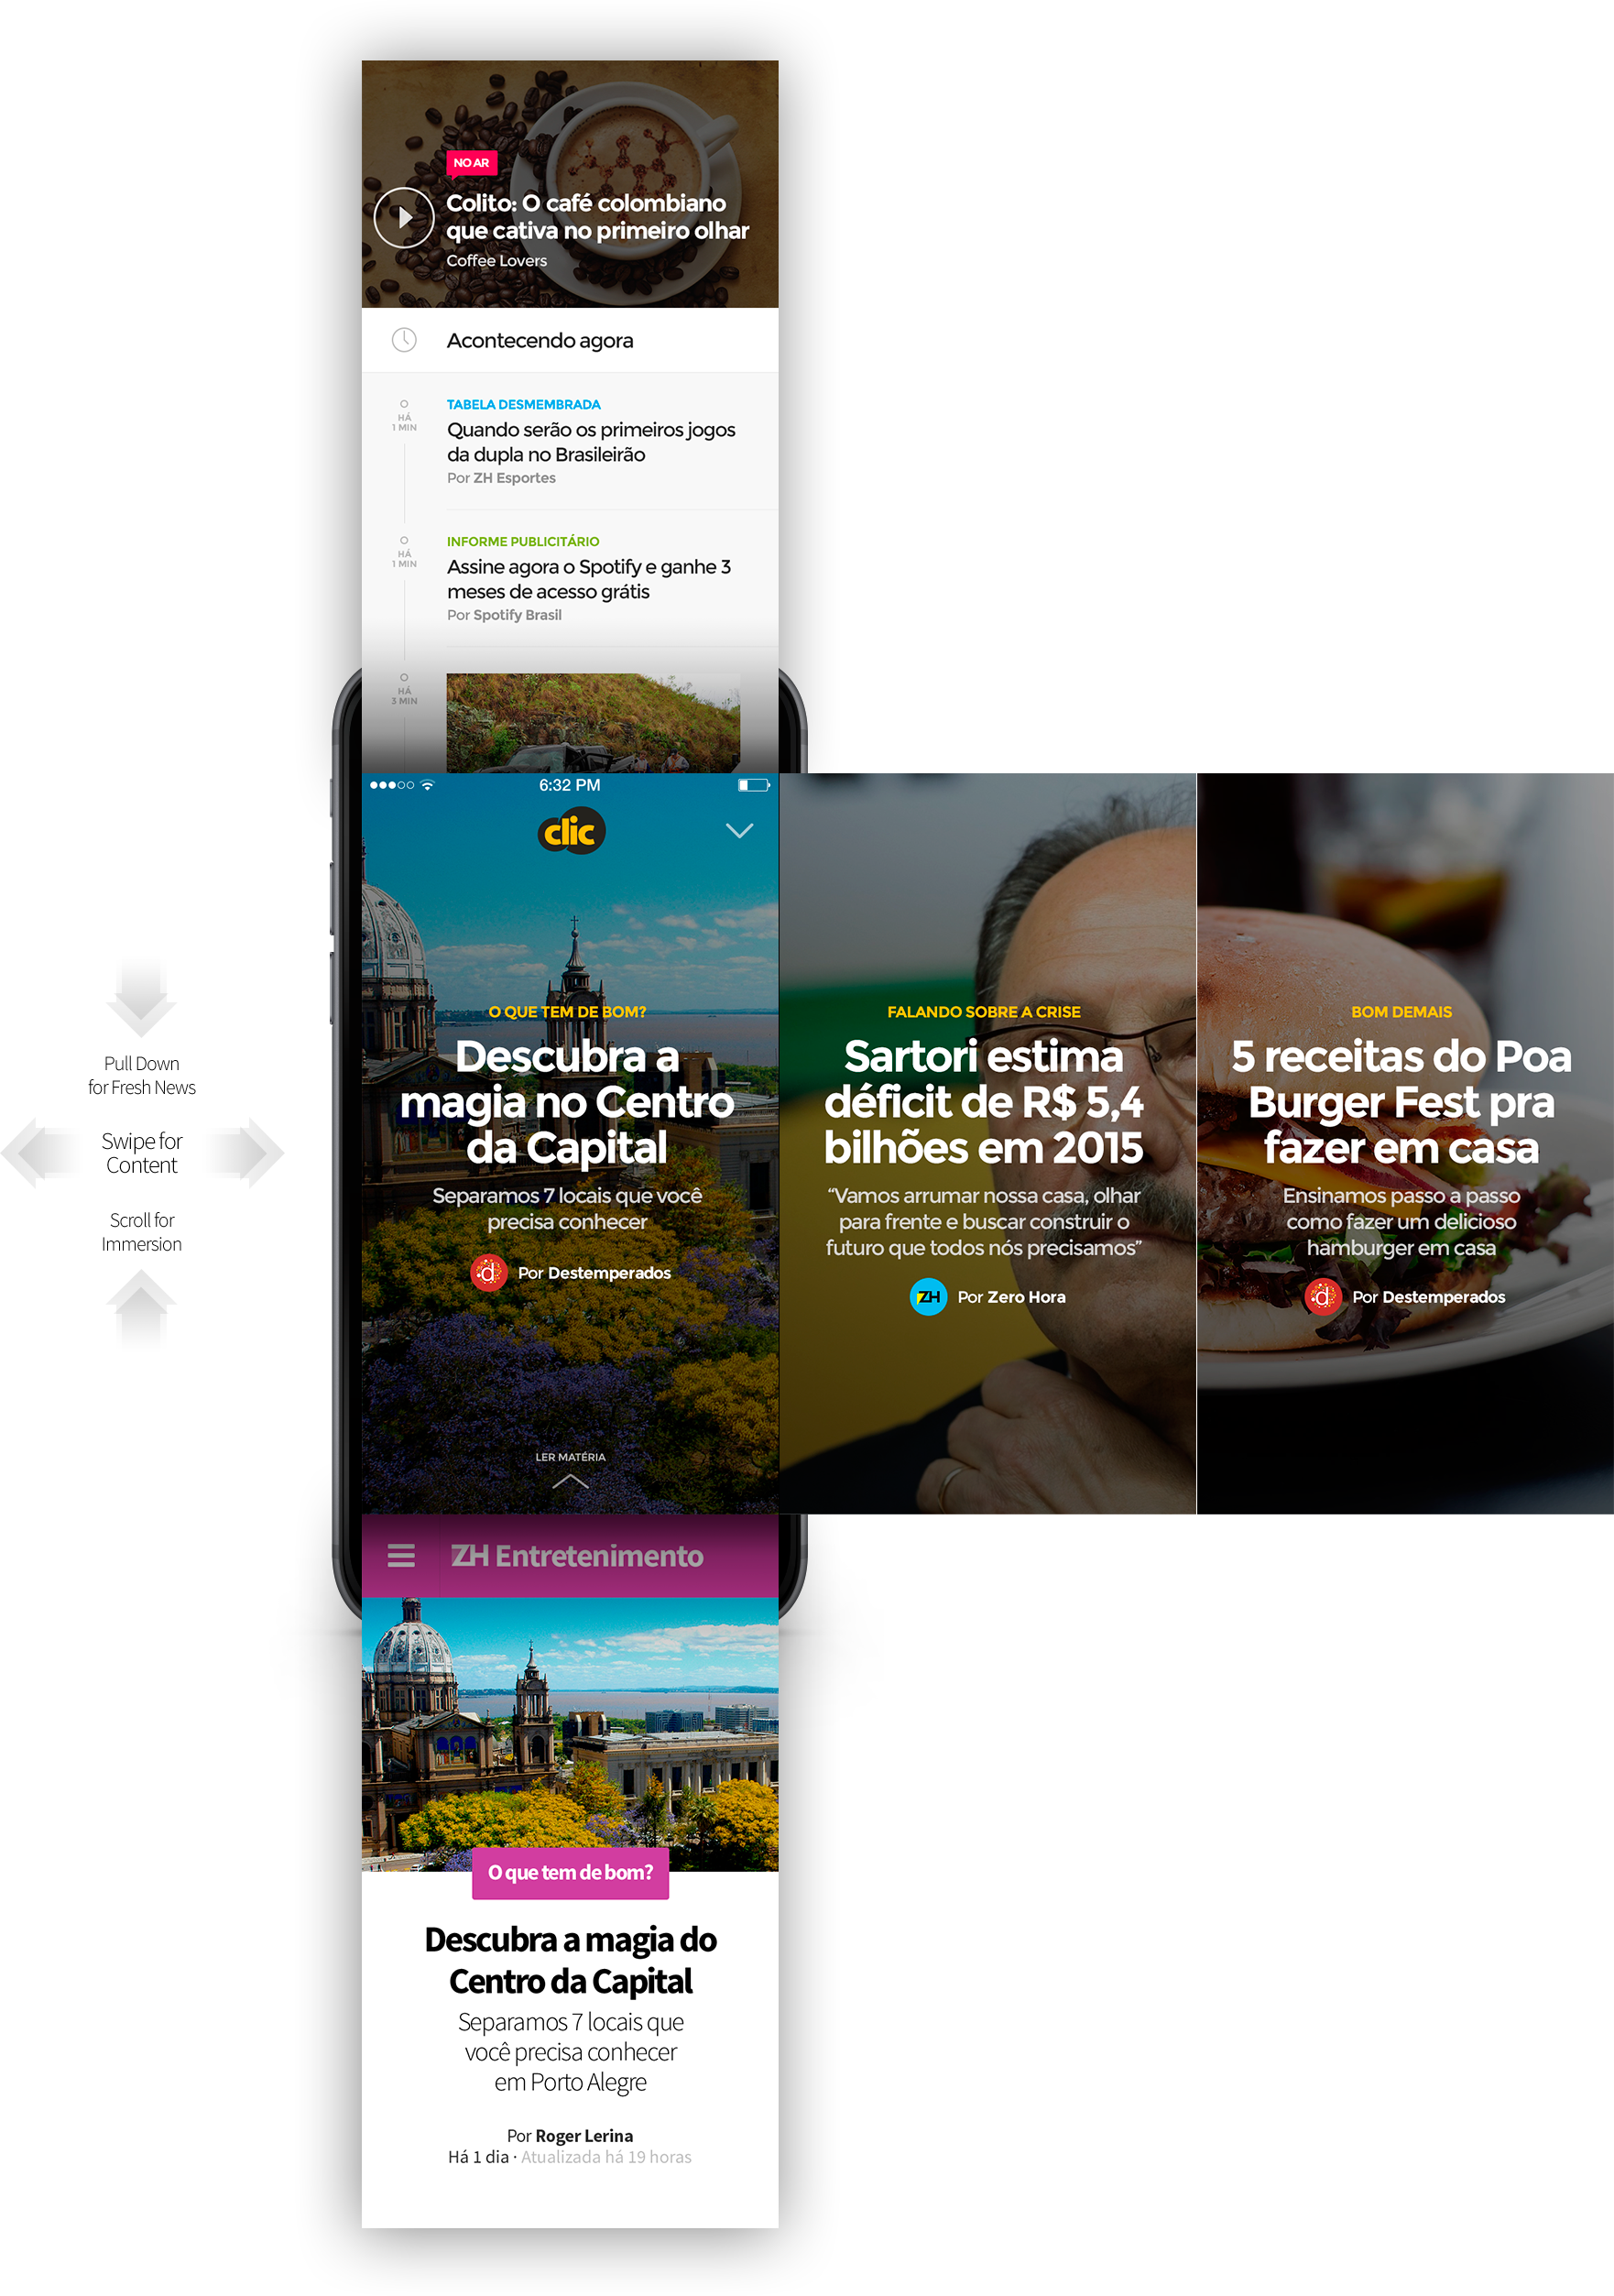 NO AR
Colito: O café colombiano
que cativa no primeiro olhar
Coffee Lovers
Acontecendo agora
HÁ
1 MIN
TABELA DESMEMBRADA
Quando serão os primeiros jogos
da dupla no Brasileirão
Por ZH Esportes
HÁ
1 MIN
INFORME PUBLICITÁRIO
Assine agora o Spotify e ganhe 3
meses de acesso grátis
Por Spotify Brasil
HÁ
3 MIN
6:32 PM
clic
O QUE TEM DE BOM?
Descubra a
magia no Centro
da Capital
Separamos 7 locais que você
precisa conhecer
d Por Destemperados
LER MATÉRIA
FALANDO SOBRE A CRISE
Sartori estima
déficit de R$ 5,4
bilhões em 2015
“Vamos arrumar nossa casa, olhar
para frente e buscar construir o
futuro que todos nós precisamos”
ZH Por Zero Hora
BOM DEMAIS
5 receitas do Poa
Burger Fest pra
fazer em casa
Ensinamos passo a passo
como fazer um delicioso
hamburger em casa
d Por Destemperados
Pull Down
for Fresh News
Swipe for
Content
Scroll for
Immersion
ZH Entretenimento
O que tem de bom?
Descubra a magia do
Centro da Capital
Separamos 7 locais que
você precisa conhecer
em Porto Alegre
Por Roger Lerina
Há 1 dia · Atualizada há 19 horas